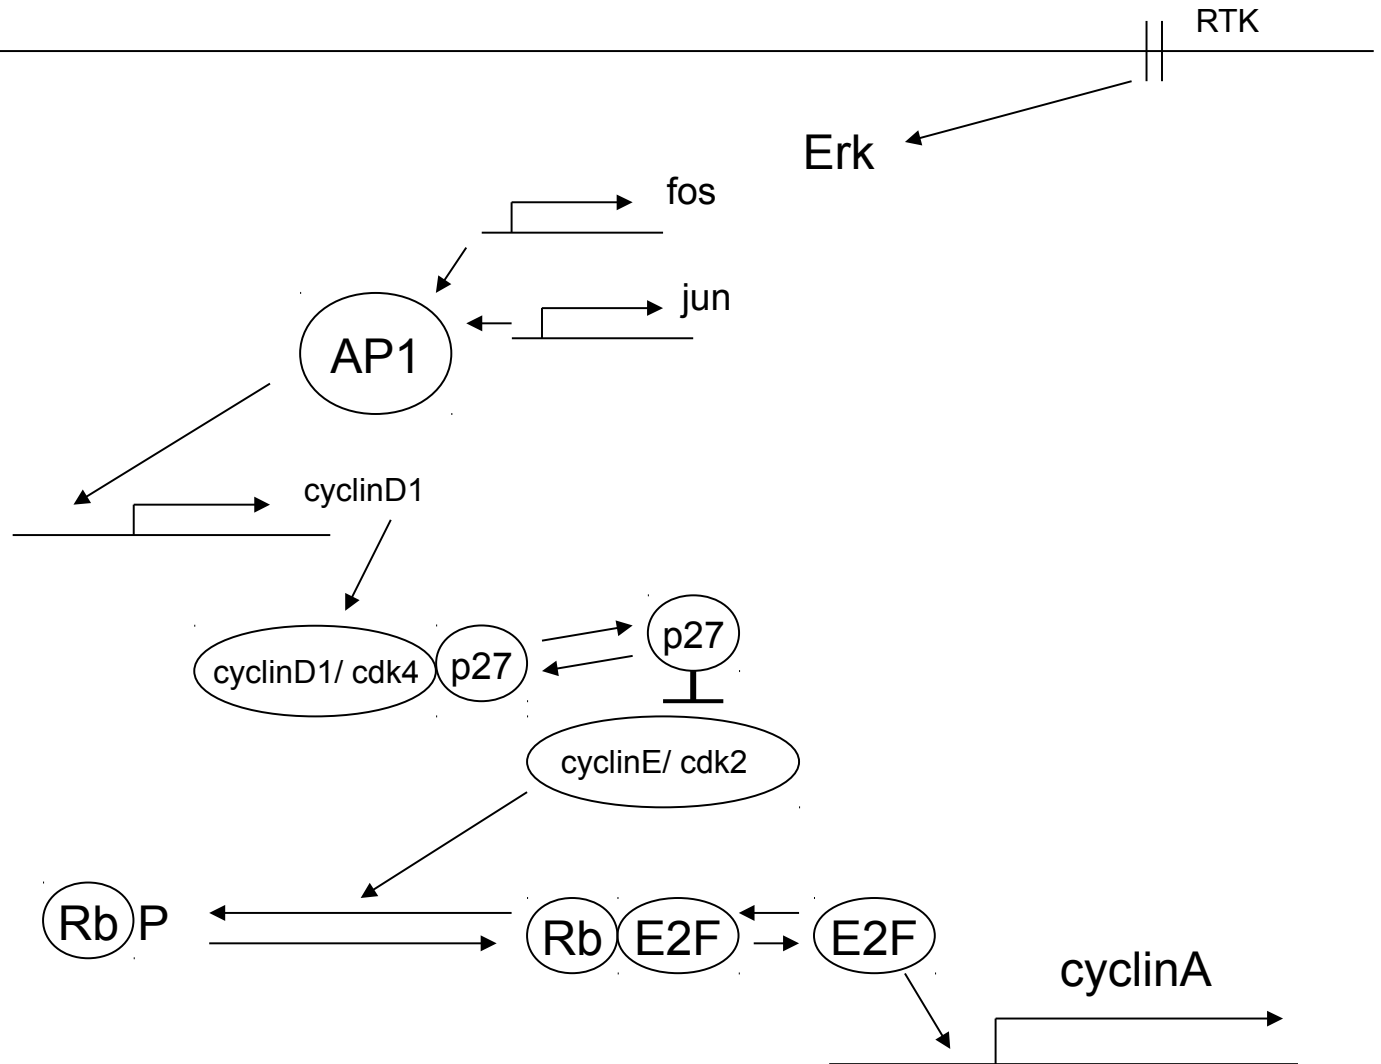 RTK
Erk
fos
jun
AP1
cyclinD1
cyclinD1/ cdk4
p27
p27
cyclinE/ cdk2
Rb P
Rb
E2F
E2F
cyclinA